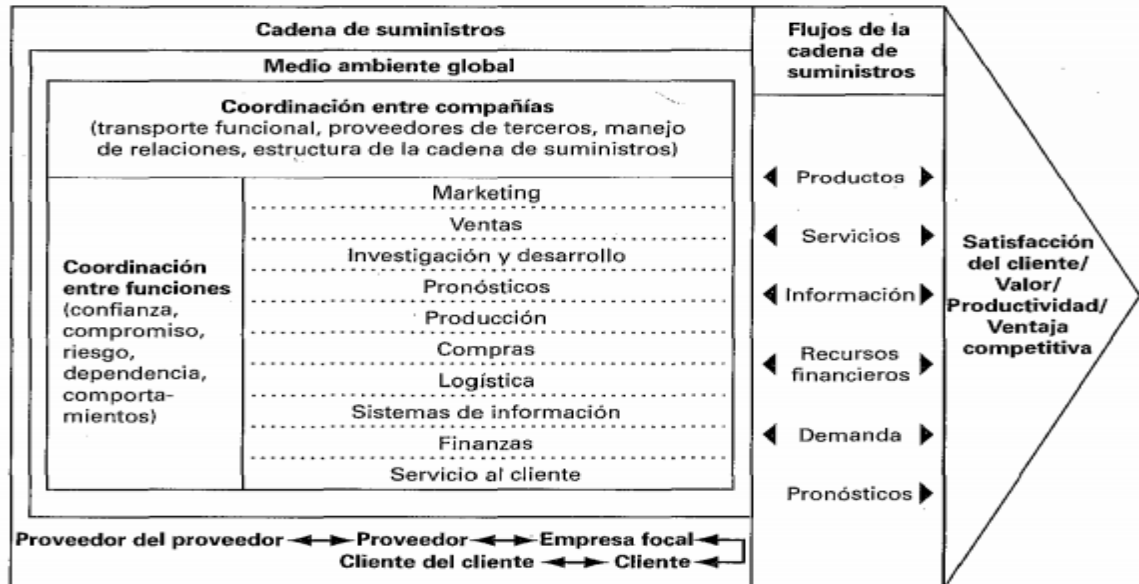 Cadena de suministros
Medio ambiente global
Coordinación entre compañías
(transporte funcional, proveedores de terceros, manejo
de relaciones, estructura de la cadena de suministros)
Coordinación
entre funciones
(confianza,
compromiso,
riesgo,
dependencia,
comporta-
mientos)
Marketing
Ventas
Investigación y desarrollo
Pronósticos
Producción
Compras
Logística
Sistemas de información
Finanzas
Servicio al cliente
Proveedor del proveedor Proveedor Empresa focal
Cliente del cliente Cliente
Flujos de la
cadena de
suministros
Productos
Servicios
Información
Recursos
financieros
Demanda
Pronósticos
Satisfacción
del cliente/
Valor/
Productividad/
Ventaja
competitiva